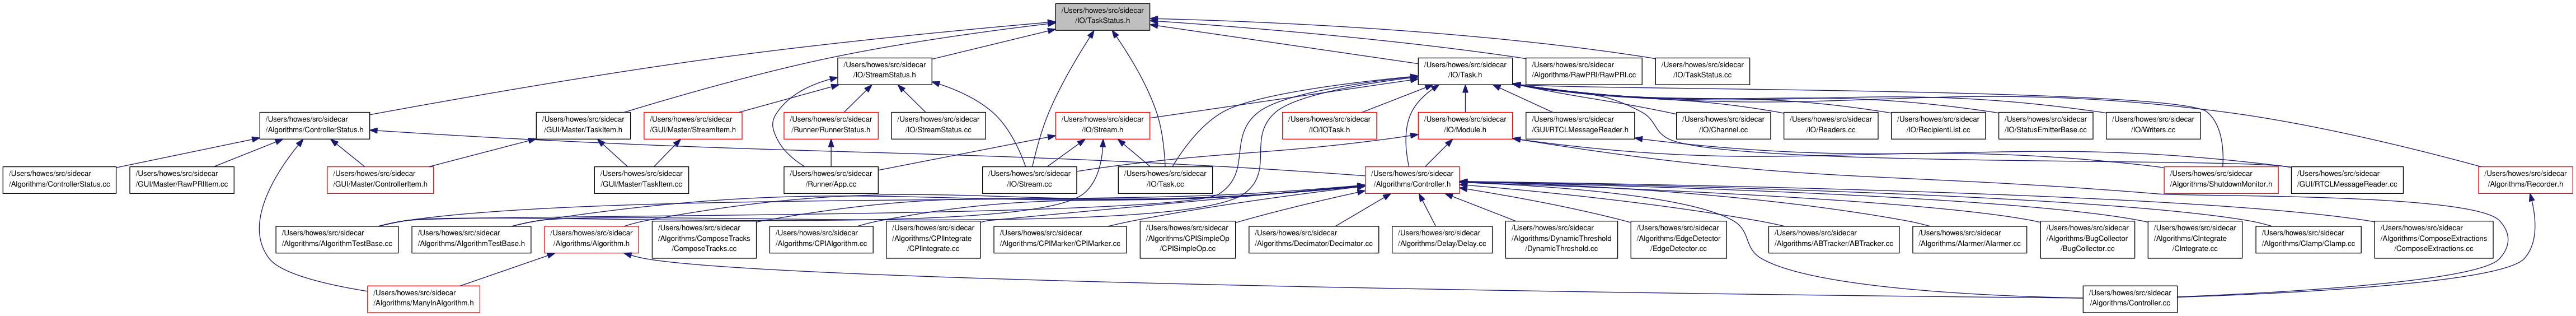 /Users/howes/src/sidecar
/IO/TaskStatus.h
/Users/howes/src/sidecar
/IO/StreamStatus.h
/Users/howes/src/sidecar
/IO/Task.h
/Users/howes/src/sidecar
/Algorithms/RawPRI/RawPRI.cc
/Users/howes/src/sidecar
/IO/TaskStatus.cc
/Users/howes/src/sidecar
/Algorithms/ControllerStatus.h
/Users/howes/src/sidecar
/GUI/Master/TaskItem.h
/Users/howes/src/sidecar
/GUI/Master/StreamItem.h
/Users/howes/src/sidecar
/Runner/RunnerStatus.h
/Users/howes/src/sidecar
/IO/StreamStatus.cc
/Users/howes/src/sidecar
/IO/Stream.h
/Users/howes/src/sidecar
/IO/IOTask.h
/Users/howes/src/sidecar
/IO/Module.h
/Users/howes/src/sidecar
/GUI/RTCLMessageReader.h
/Users/howes/src/sidecar
/IO/Channel.cc
/Users/howes/src/sidecar
/IO/Readers.cc
/Users/howes/src/sidecar
/IO/RecipientList.cc
/Users/howes/src/sidecar
/IO/StatusEmitterBase.cc
/Users/howes/src/sidecar
/IO/Writers.cc
/Users/howes/src/sidecar
/Algorithms/ControllerStatus.cc
/Users/howes/src/sidecar
/GUI/Master/RawPRIItem.cc
/Users/howes/src/sidecar
/GUI/Master/ControllerItem.h
/Users/howes/src/sidecar
/GUI/Master/TaskItem.cc
/Users/howes/src/sidecar
/Runner/App.cc
/Users/howes/src/sidecar
/IO/Stream.cc
/Users/howes/src/sidecar
/IO/Task.cc
/Users/howes/src/sidecar
/Algorithms/Controller.h
/Users/howes/src/sidecar
/Algorithms/ShutdownMonitor.h
/Users/howes/src/sidecar
/GUI/RTCLMessageReader.cc
/Users/howes/src/sidecar
/Algorithms/Recorder.h
/Users/howes/src/sidecar
/Algorithms/AlgorithmTestBase.cc
/Users/howes/src/sidecar
/Algorithms/AlgorithmTestBase.h
/Users/howes/src/sidecar
/Algorithms/Algorithm.h
/Users/howes/src/sidecar
/Algorithms/ComposeTracks
/ComposeTracks.cc
/Users/howes/src/sidecar
/Algorithms/CPIAlgorithm.cc
/Users/howes/src/sidecar
/Algorithms/CPIIntegrate
/CPIIntegrate.cc
/Users/howes/src/sidecar
/Algorithms/CPIMarker/CPIMarker.cc
/Users/howes/src/sidecar
/Algorithms/CPISimpleOp
/CPISimpleOp.cc
/Users/howes/src/sidecar
/Algorithms/Decimator/Decimator.cc
/Users/howes/src/sidecar
/Algorithms/Delay/Delay.cc
/Users/howes/src/sidecar
/Algorithms/DynamicThreshold
/DynamicThreshold.cc
/Users/howes/src/sidecar
/Algorithms/EdgeDetector
/EdgeDetector.cc
/Users/howes/src/sidecar
/Algorithms/ABTracker/ABTracker.cc
/Users/howes/src/sidecar
/Algorithms/Alarmer/Alarmer.cc
/Users/howes/src/sidecar
/Algorithms/BugCollector
/BugCollector.cc
/Users/howes/src/sidecar
/Algorithms/CIntegrate
/CIntegrate.cc
/Users/howes/src/sidecar
/Algorithms/Clamp/Clamp.cc
/Users/howes/src/sidecar
/Algorithms/ComposeExtractions
/ComposeExtractions.cc
/Users/howes/src/sidecar
/Algorithms/ManyInAlgorithm.h
/Users/howes/src/sidecar
/Algorithms/Controller.cc